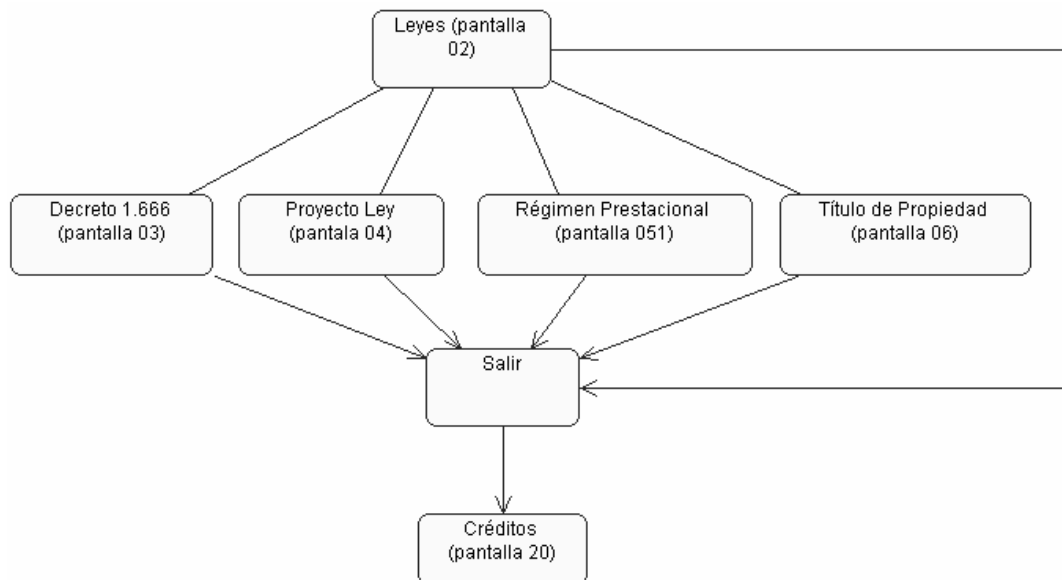 Leyes (pantalla
02)
Decreto 1.666
(pantalla 03)
Proyecto Ley
(pantala 04)
Régimen Prestacional
(pantalla 051)
Título de Propiedad
(pantalla 06)
Salir
Créditos
(pantalla 20)